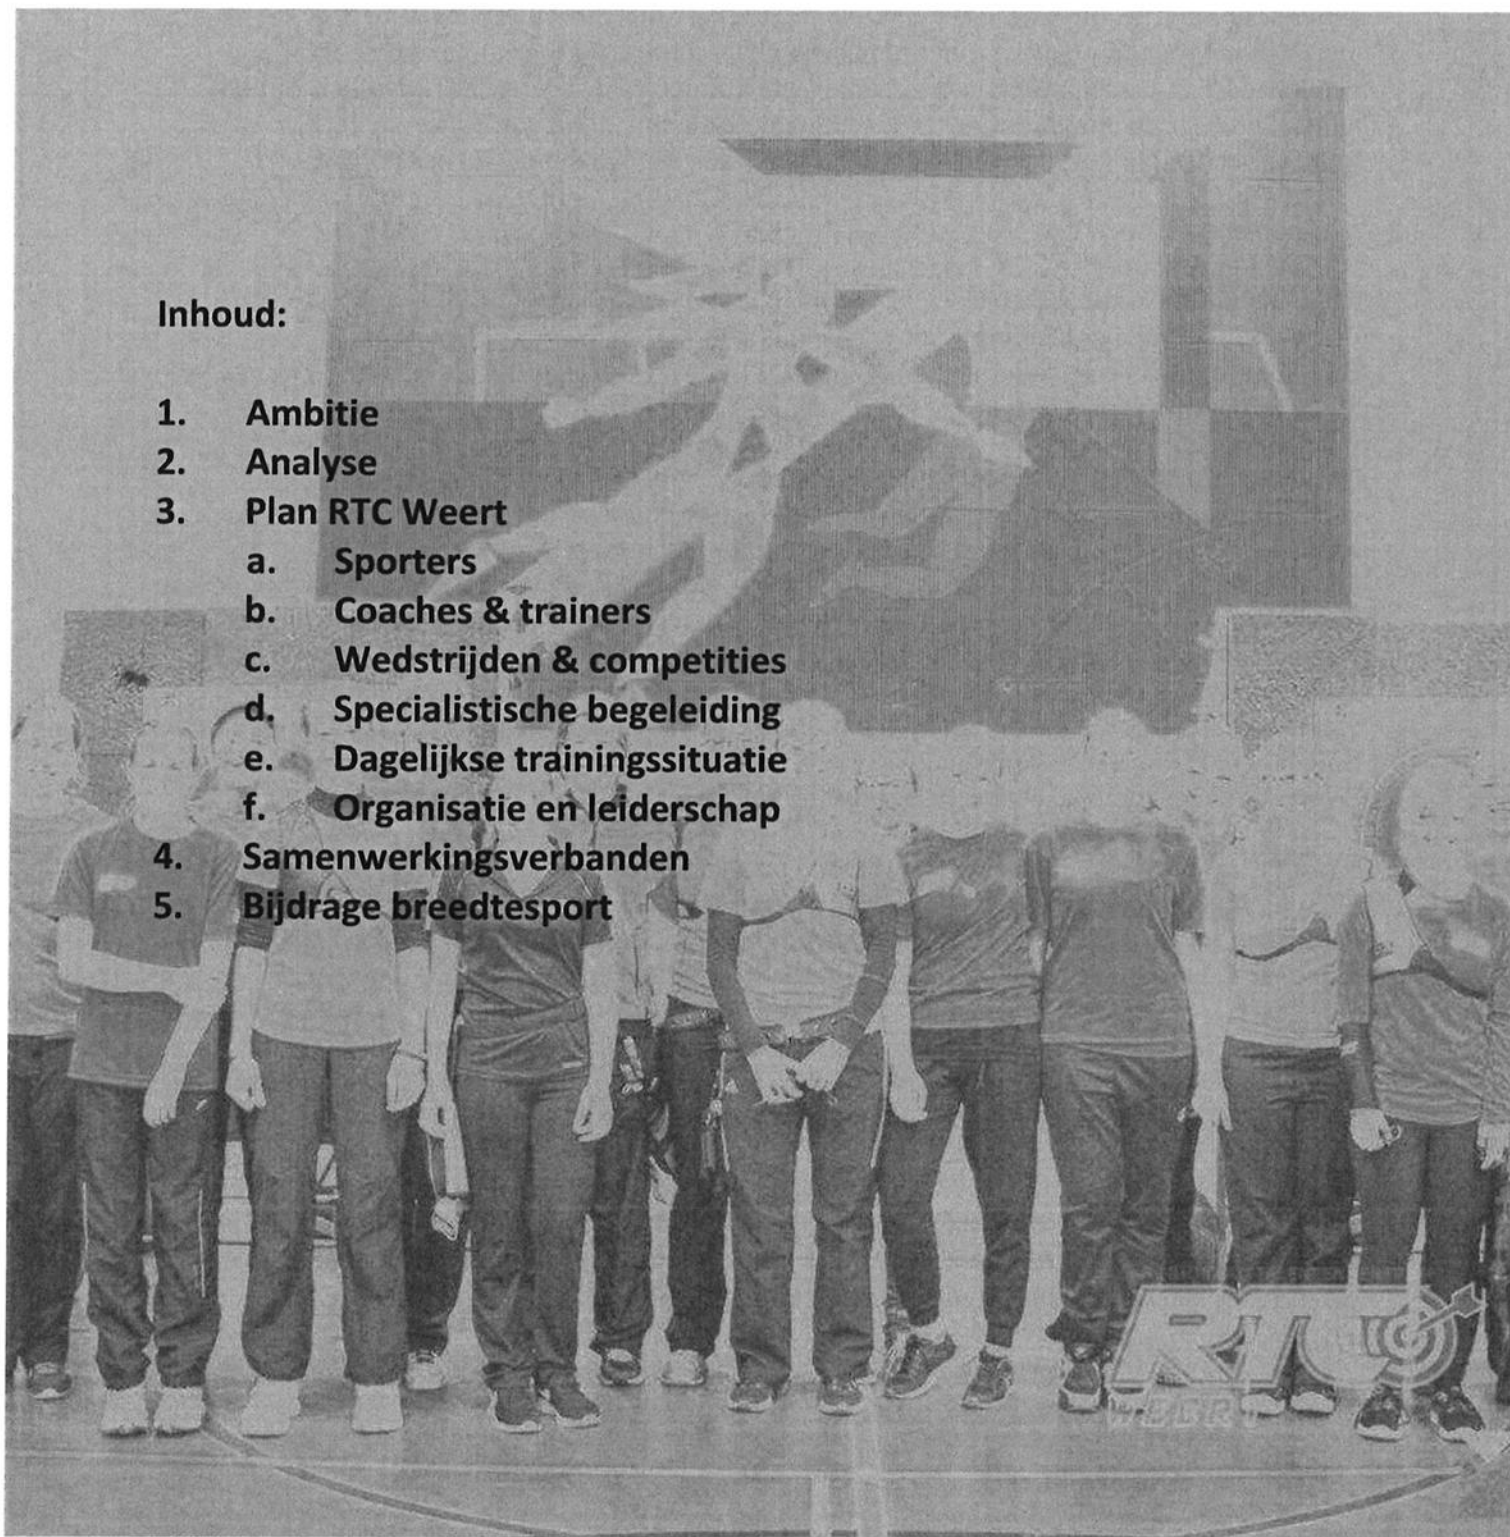 Inhoud:
1. Ambitie
2. Analyse
3. Plan RTC Weert
a. Sporters
b. Coaches & trainers
c. Wedstrijden & competities
d. Specialistische begeleiding
e. Dagelijkse trainingssituatie
f. Organisatie en leiderschap
4. Samenwerkingsverbanden
5. Bijdrage breedtesport
RTC
WEERT